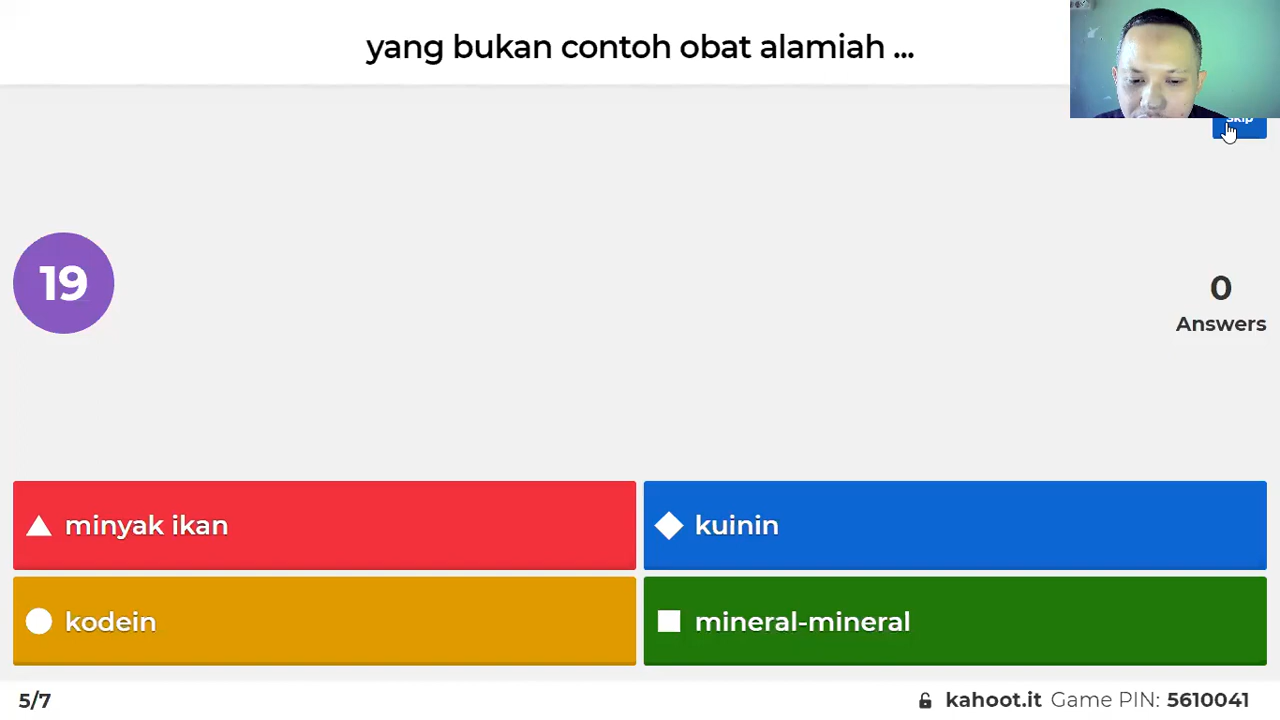 yang bukan contoh obat alamiah ...
Skip
19
0
Answers
minyak ikan
kuinin
kodein
mineral-mineral
5/7
kahoot.it Game PIN: 5610041